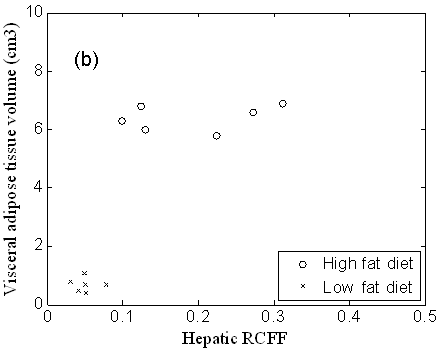 Visceral adipose tissue volume (cm3)
10
8
6
4
2
0
(b)
High fat diet
Low fat diet
0
0.1
0.2
0.3
0.4
0.5
Hepatic RCFF